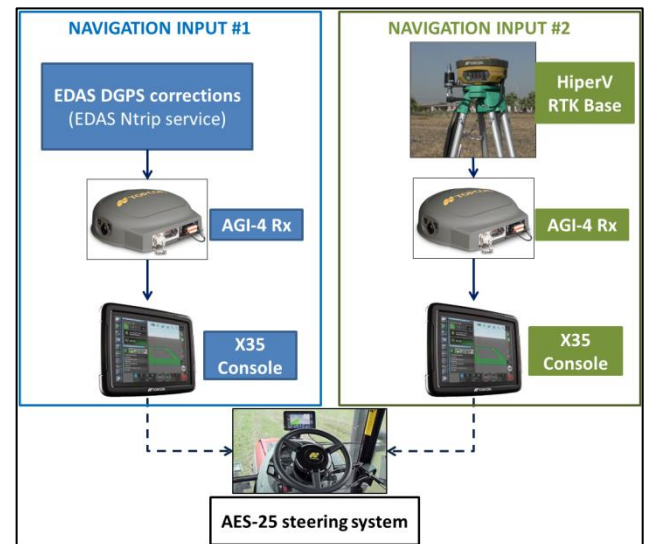 NAVIGATION INPUT #1
EDAS DGPS corrections
(EDAS Ntrip service)
AGI-4 Rx
X35
Console
NAVIGATION INPUT #2
HiperV
RTK Base
AGI-4 Rx
X35
Console
AES-25 steering system